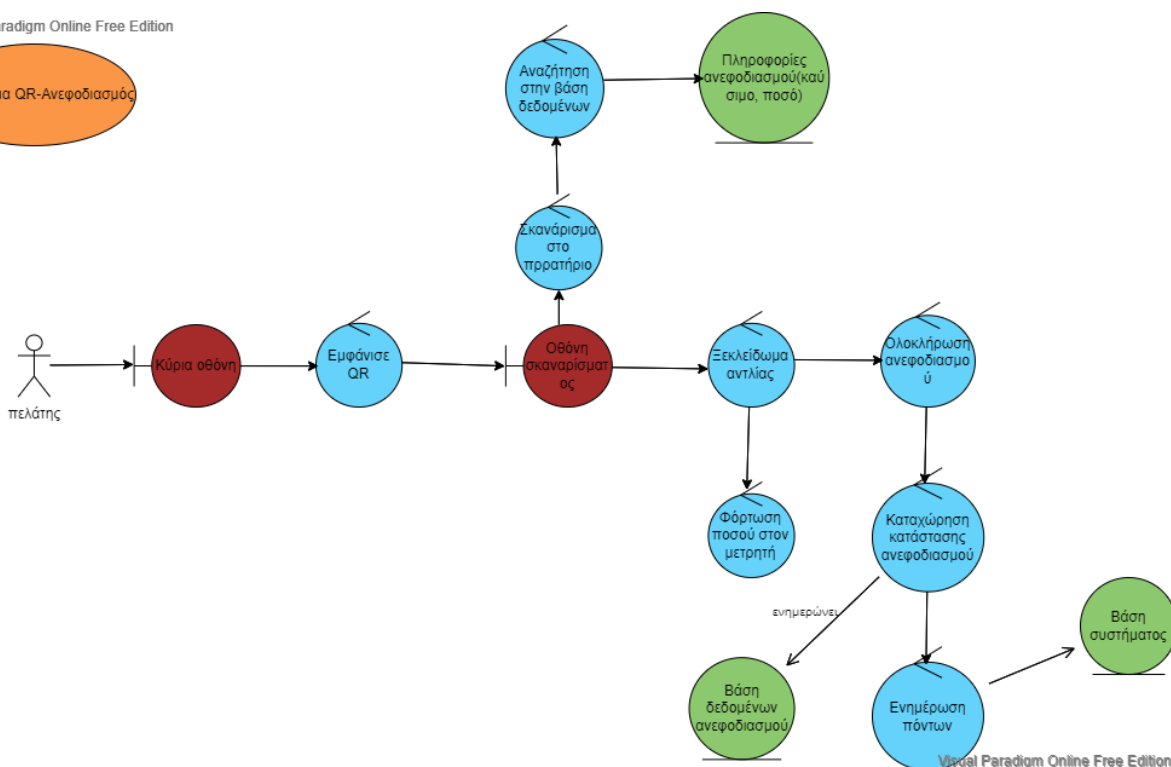 aradigm Online Free Edition
α QR-Ανεφοδιασμός
Αναζήτηση
στην βάση
δεδομένων
Πληροφορίες
ανεφοδιασμού(καύ
σιμο, ποσό)
Σκανάρισμα
στο
πρρατήριο
πελάτης
Κύρια οθόνη
Εμφάνισε
QR
Οθόνη
σκαναρίσματ
ος
Ξεκλείδωμα
αντλίας
Ολοκλήρωση
ανεφοδιασμο
ύ
Φόρτωση
ποσού στον
μετρητή
Καταχώρηση
κατάστασης
ανεφοδιασμού
ενημερώνει
Βάση
συστήματος
Βάση
δεδομένων
ανεφοδιασμού
Ενημέρωση
πόντων
Visual Paradigm Online Free Edition